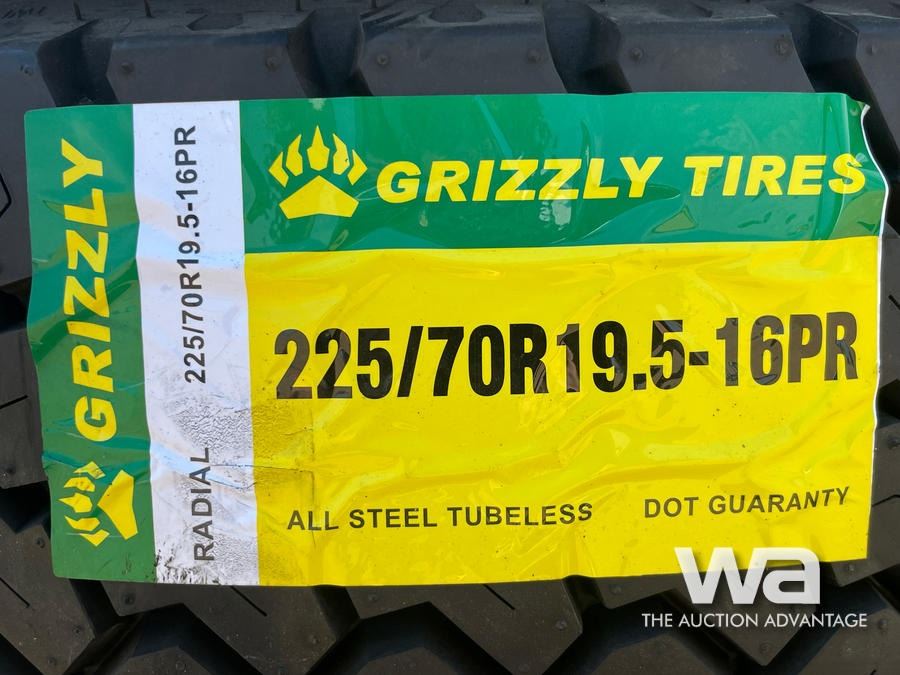 GRIZZLY
RADIAL 225/70R19.5-16PR
GRIZZLY TIRES
225/70R19.5-16PR
ALL STEEL TUBELESS
DOT GUARANTY
wa
THE AUCTION ADVANTAGE